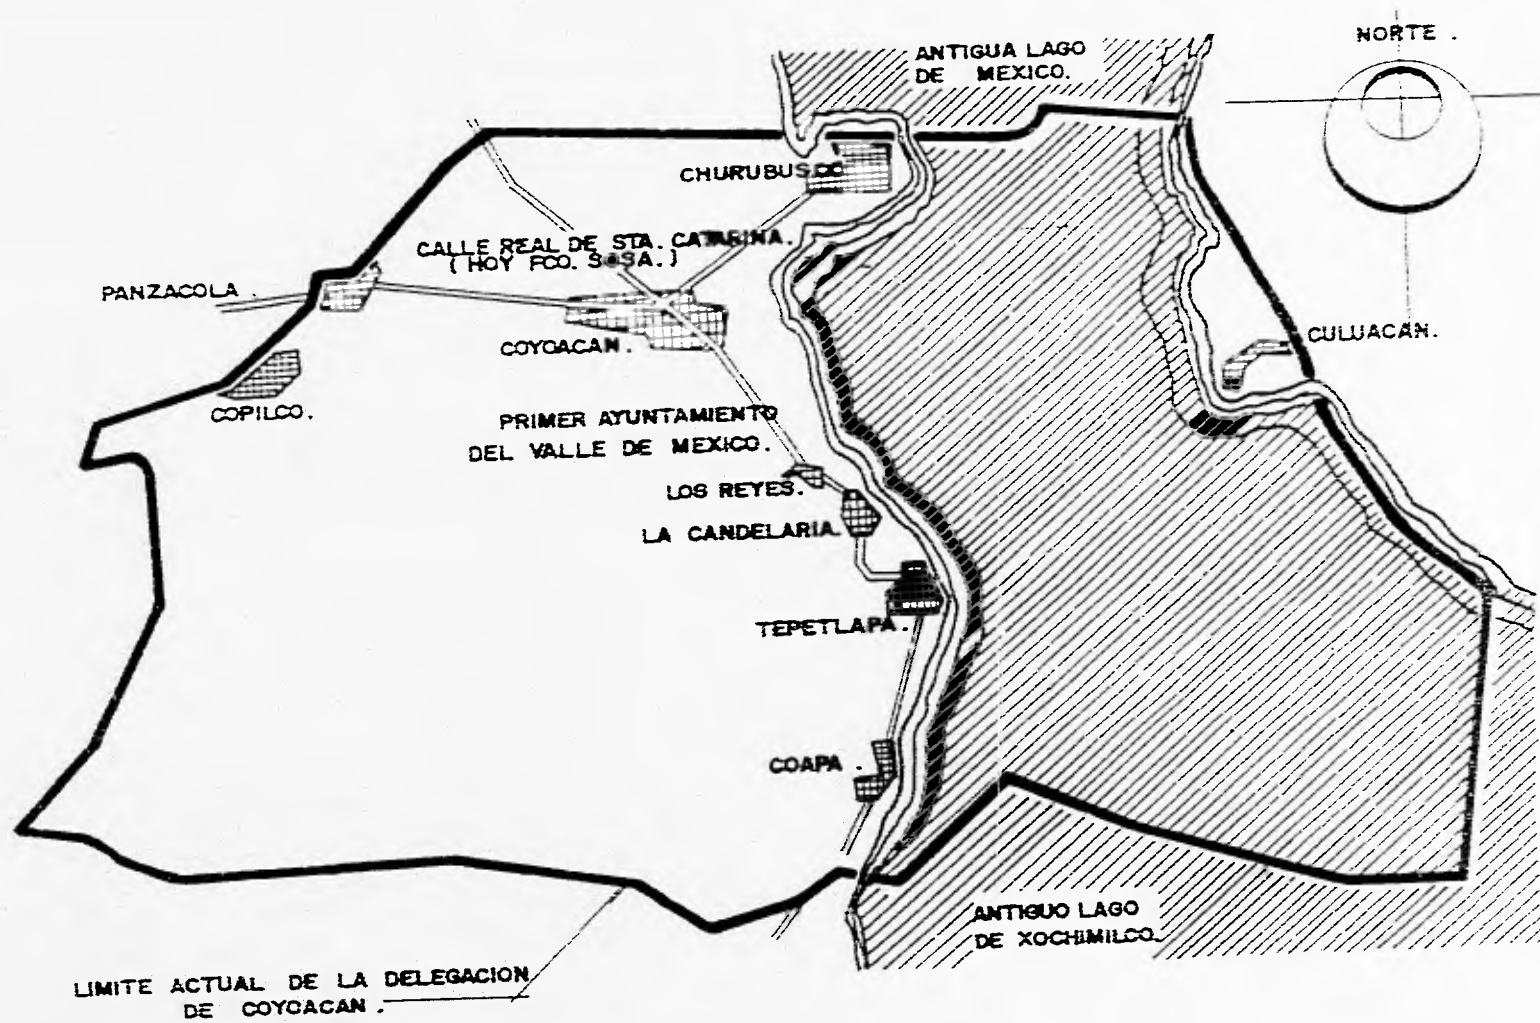 NORTE .
ANTIGUA LAGO
DE MEXICO.
CHURUBUSCO
CALLE REAL DE STA. CATARINA.
( HOY FCO. SOSA. )
PANZACOLA .
COYOACAN .
CULUACAN.
COPILCO.
PRIMER AYUNTAMIENTO
DEL VALLE DE MEXICO.
LOS REYES.
LA CANDELARIA.
TEPETLAPA .
COAPA .
ANTIGUO LAGO
DE XOCHIMILCO.
LIMITE ACTUAL DE LA DELEGACION
DE COYOACAN .